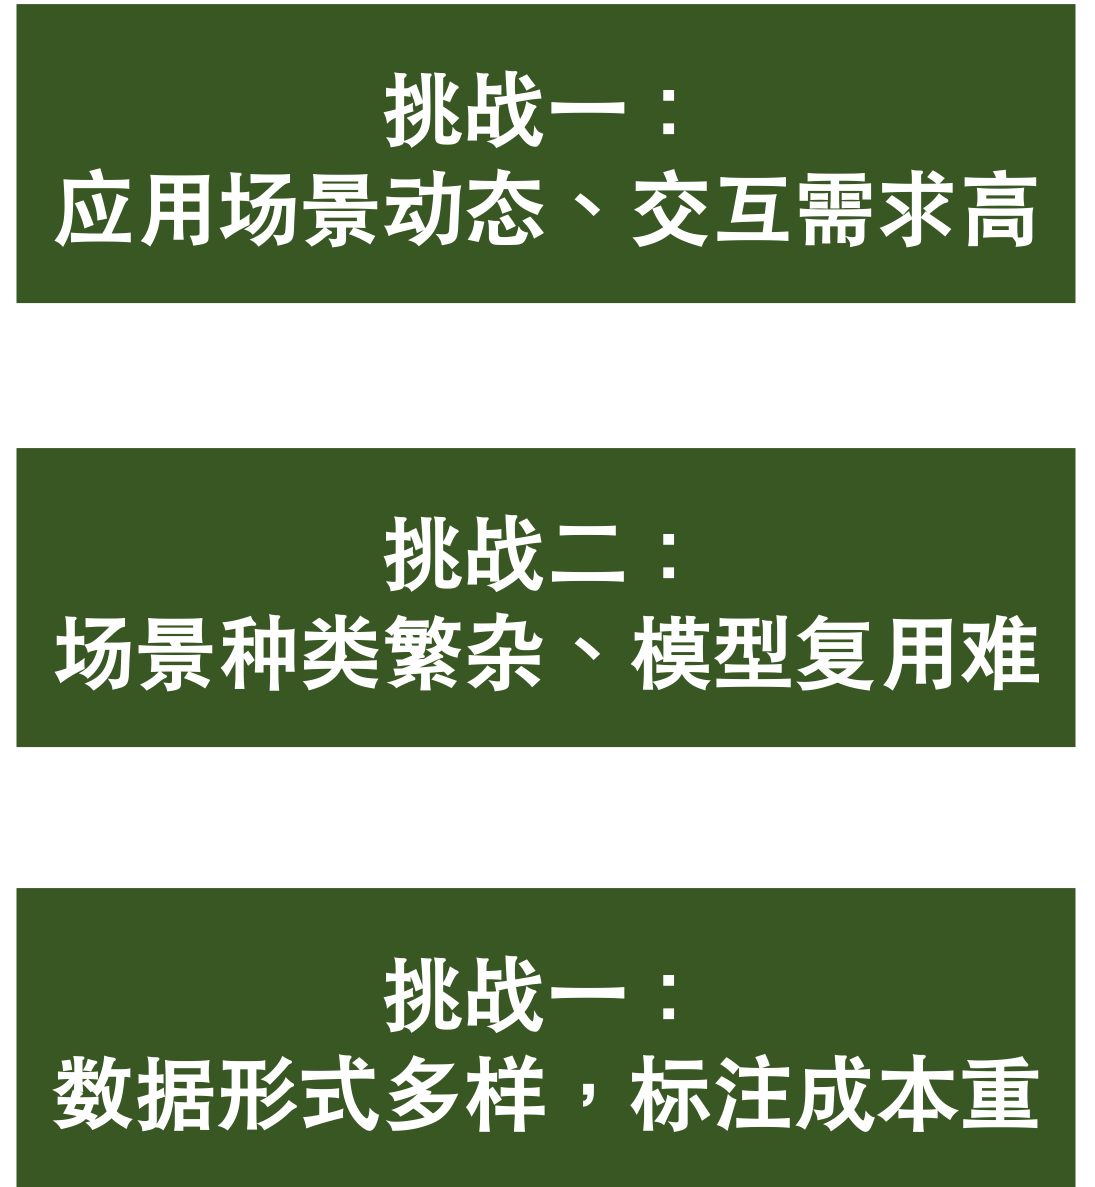 挑战一：
应用场景动态、交互需求高
挑战二：
场景种类繁杂、模型复用难
挑战一：
数据形式多样，标注成本重